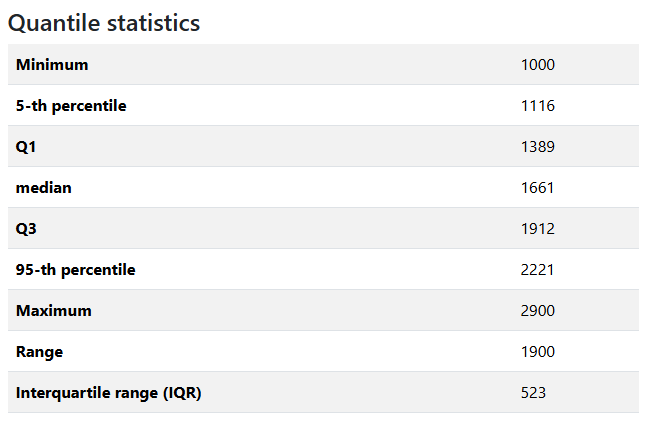 Quantile statistics
Minimum 1000
5-th percentile 1116
Q1 1389
median 1661
Q3 1912
95-th percentile 2221
Maximum 2900
Range 1900
Interquartile range (IQR) 523